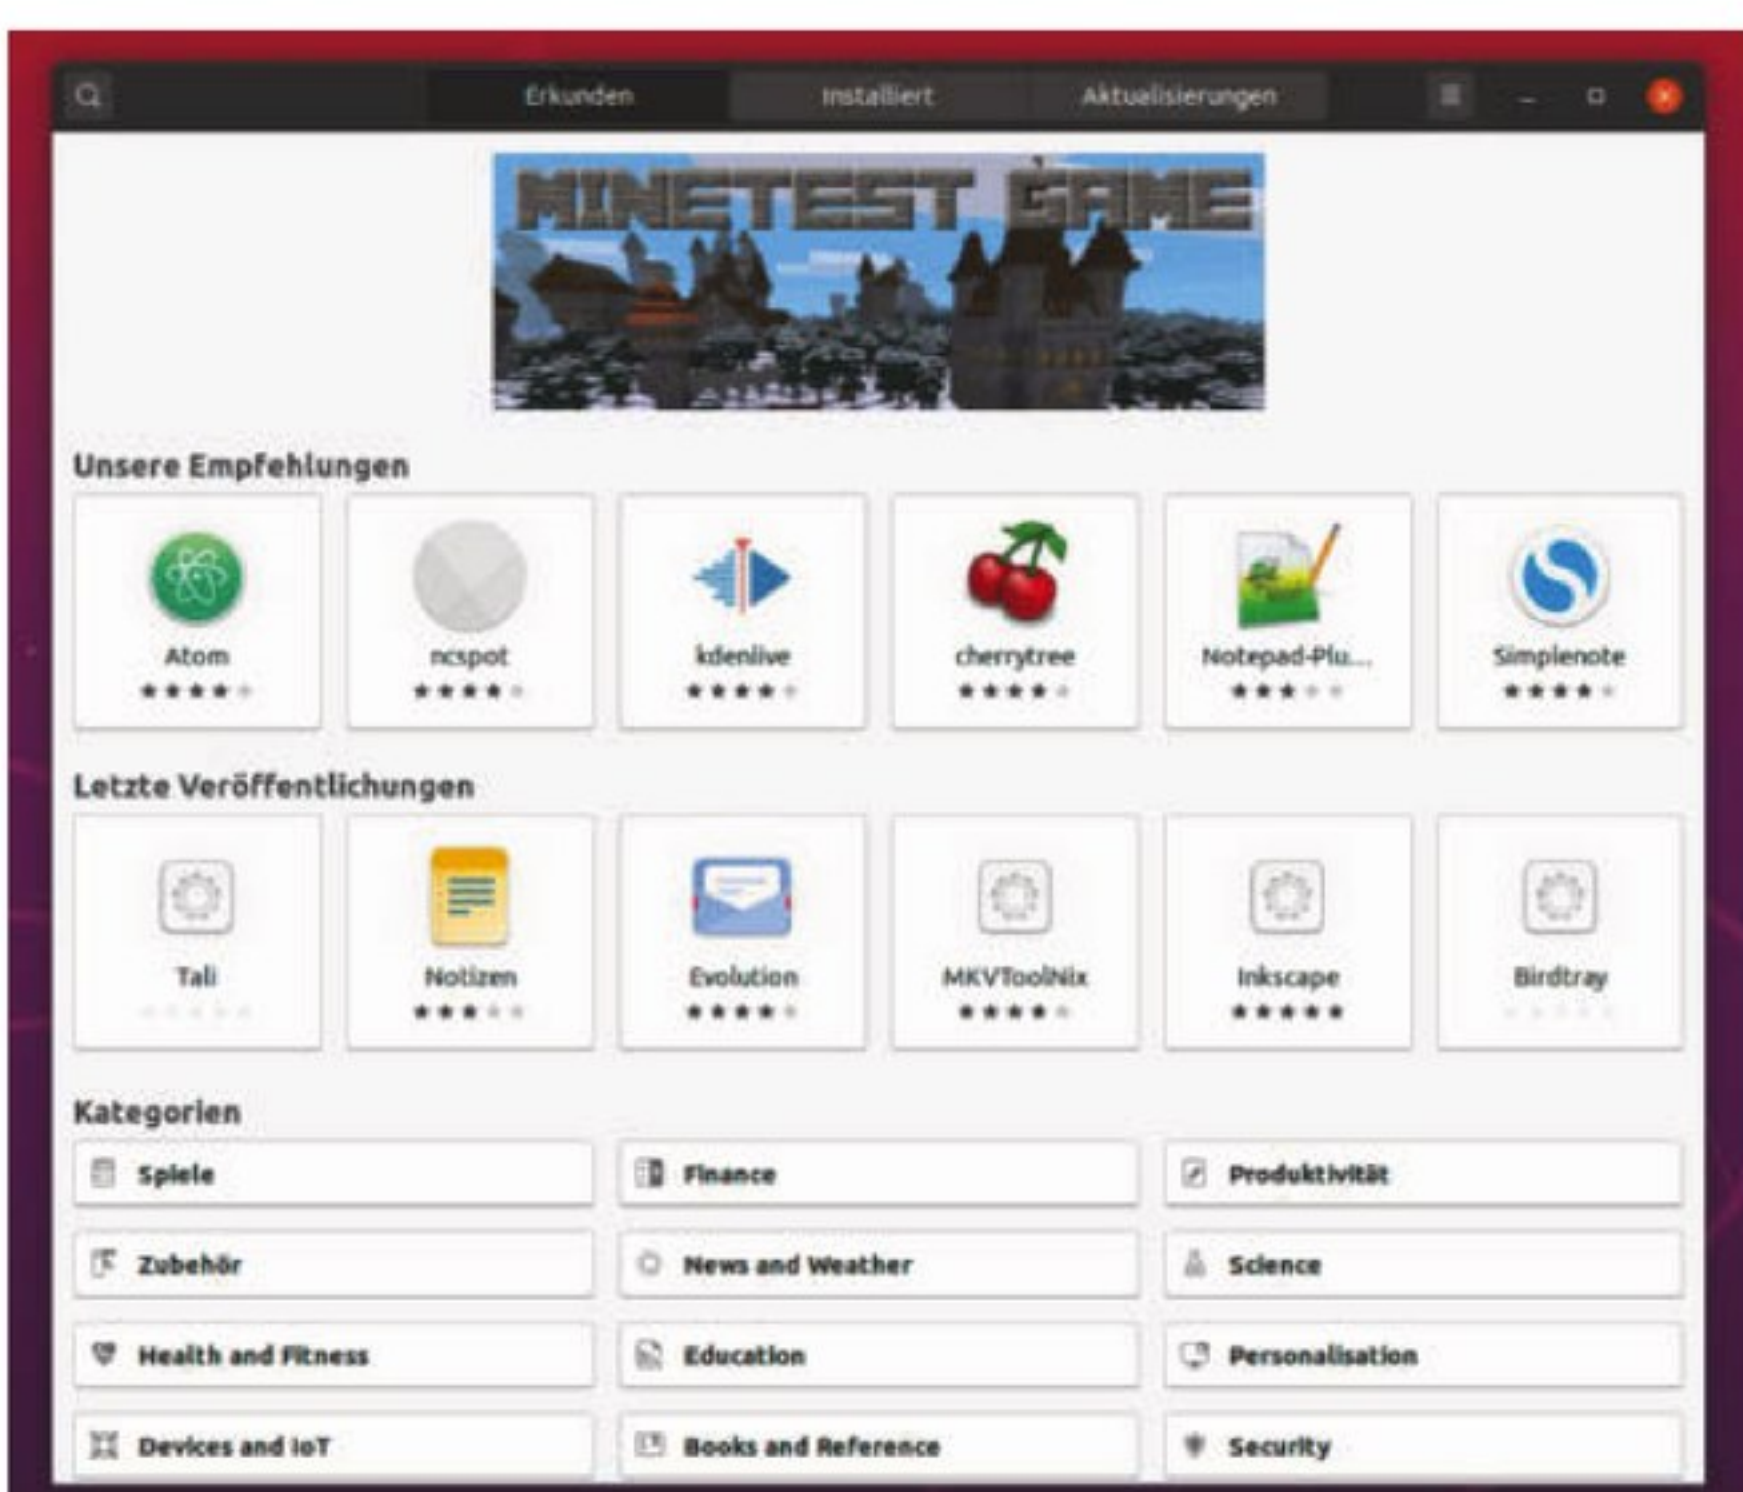 Erkunden Installiert Aktualisierungen
MINETEST GAME
Unsere Empfehlungen
Atom ncspot kdenlive cherrytree Notepad-Plu... Simplenote
Letzte Veröffentlichungen
Tali Notizen Evolution MKVToolNix Inkscape Birdtray
Kategorien
Spiele Finance Produktivität
Zubehör News and Weather Science
Health and Fitness Education Personalisation
Devices and IoT Books and Reference Security